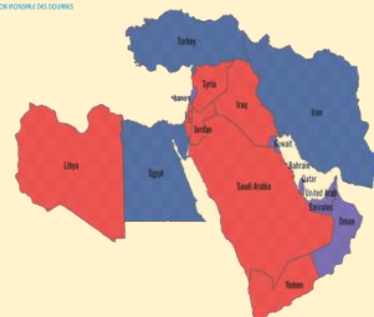 ON MONDIALE DES DOUANES
Turkey
Syria
Iraq
Iran
Jordan
Kuwait
Libya
Egypt
Bahrain
Qatar
Saudi Arabia
United Arab
Emirates
Oman
Yemen